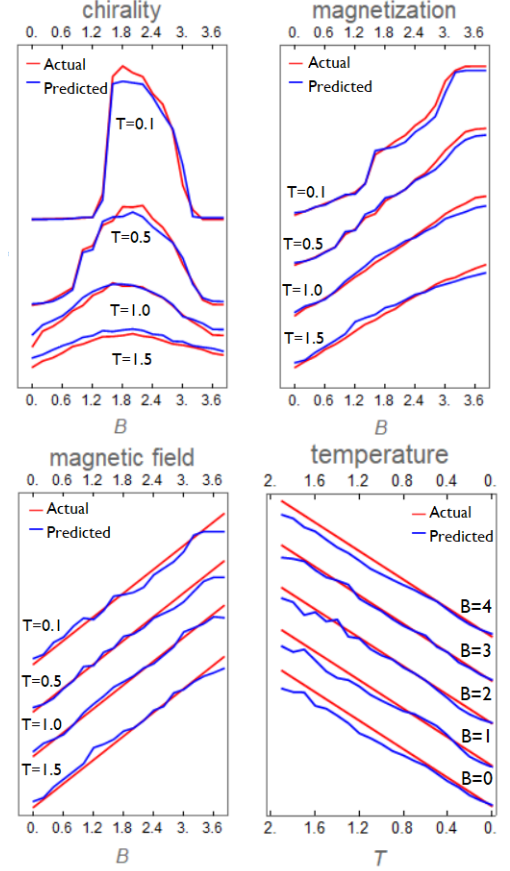 chirality
0. 0.6 1.2 1.8 2.4 3. 3.6
Actual
Predicted
T=0.1
T=0.5
T=1.0
T=1.5
0. 0.6 1.2 1.8 2.4 3. 3.6
B
magnetization
0. 0.6 1.2 1.8 2.4 3. 3.6
Actual
Predicted
T=0.1
T=0.5
T=1.0
T=1.5
0. 0.6 1.2 1.8 2.4 3. 3.6
B
magnetic field
0. 0.6 1.2 1.8 2.4 3. 3.6
Actual
Predicted
T=0.1
T=0.5
T=1.0
T=1.5
0. 0.6 1.2 1.8 2.4 3. 3.6
B
temperature
2. 1.6 1.2 0.8 0.4 0.
Actual
Predicted
B=4
B=3
B=2
B=1
B=0
2. 1.6 1.2 0.8 0.4 0.
T